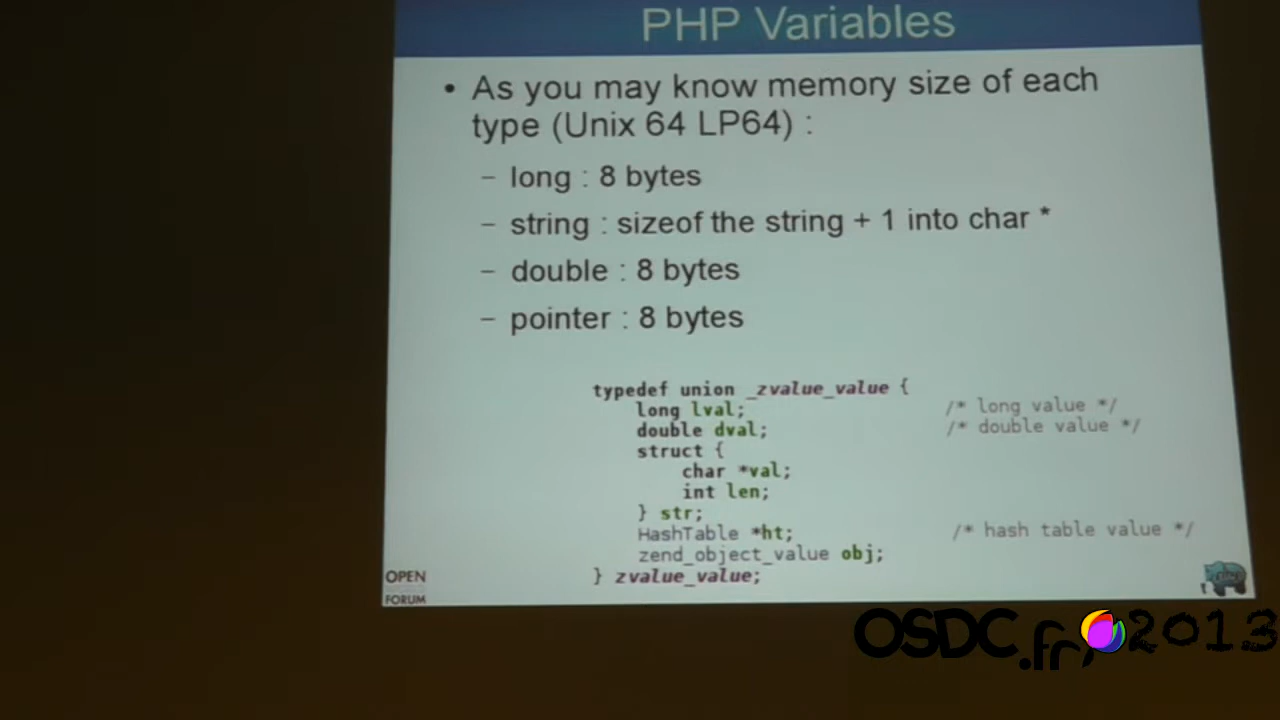 PHP Variables
• As you may know memory size of each
type (Unix 64 LP64) :
– long : 8 bytes
– string : sizeof the string + 1 into char *
– double : 8 bytes
– pointer : 8 bytes
typedef union _zvalue_value {
long lval; /* long value */
double dval; /* double value */
struct {
char *val;
int len;
} str;
HashTable *ht; /* hash table value */
zend_object_value obj;
} zvalue_value;
OPEN
FORUM
OSDC.fr 2013